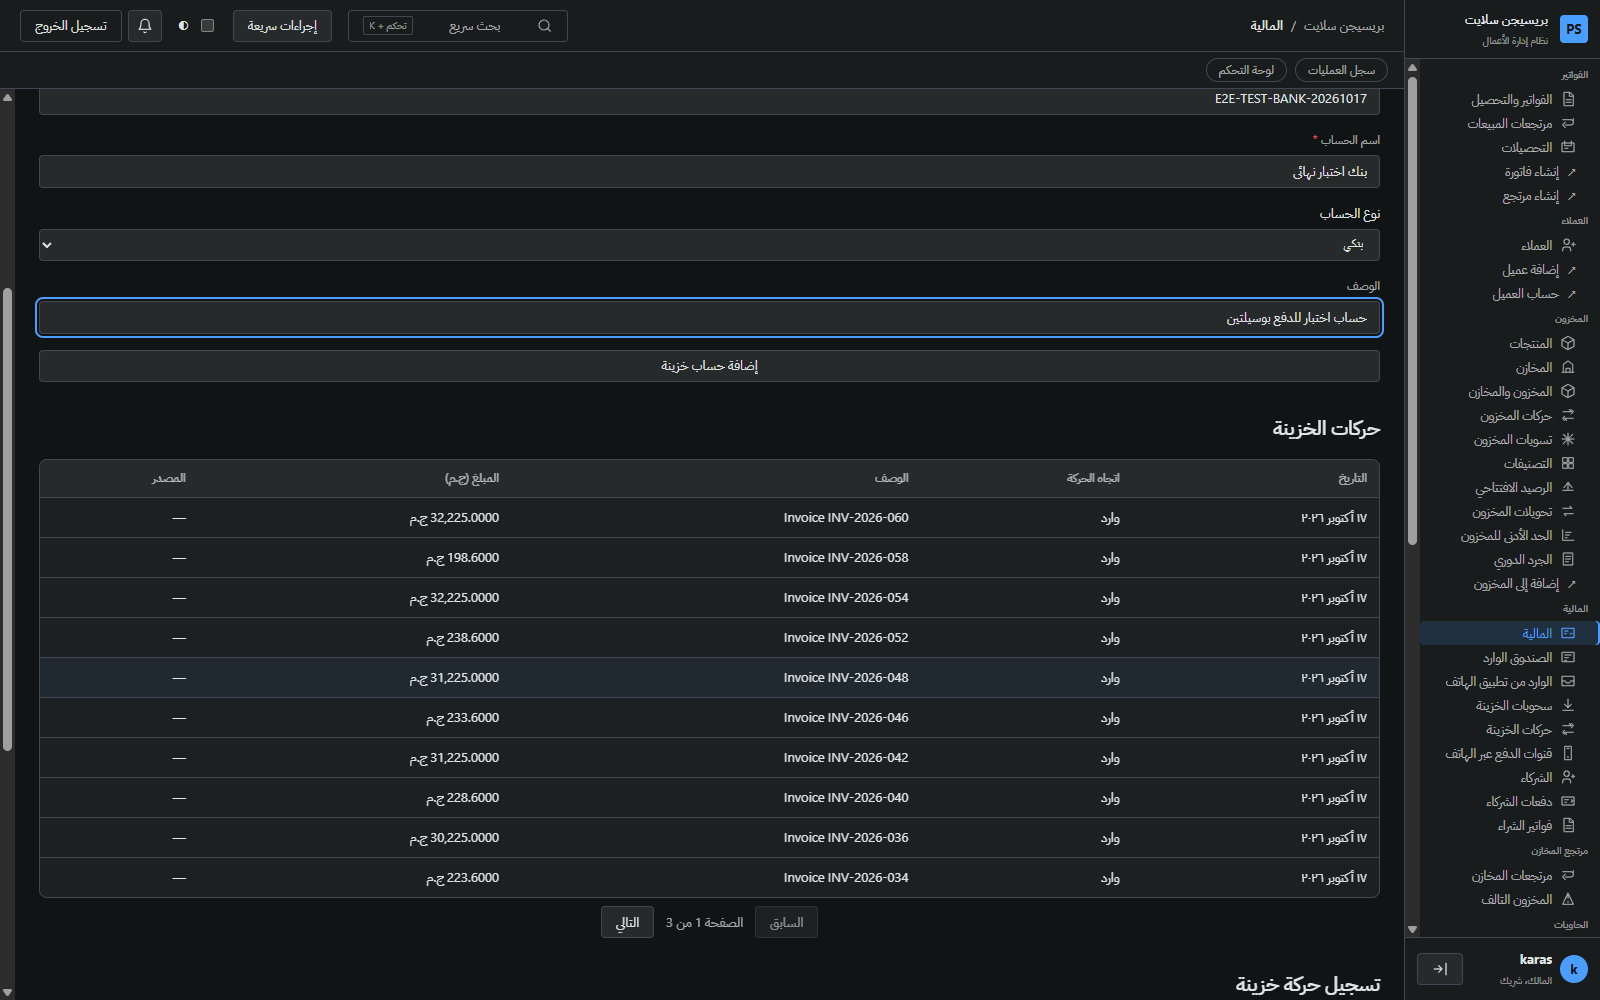 PS
بريسيجن سلايت
نظام إدارة الأعمال
بريسيجن سلايت / المالية
بحث سريع
تحكم + K
إجراءات سريعة
تسجيل الخروج
سجل العمليات
لوحة التحكم
الفواتير
الفواتير والتحصيل
مرتجعات المبيعات
التحصيلات
إنشاء فاتورة
إنشاء مرتجع
العملاء
العملاء
إضافة عميل
حساب العميل
المخزون
المنتجات
المخازن
المخزون والمخازن
حركات المخزون
تسويات المخزون
التصنيفات
الرصيد الافتتاحي
تحويلات المخزون
الحد الأدنى للمخزون
الجرد الدوري
إضافة إلى المخزون
المالية
المالية
الصندوق الوارد
الوارد من تطبيق الهاتف
سحوبات الخزينة
حركات الخزينة
قنوات الدفع عبر الهاتف
الشركاء
دفعات الشركاء
فواتير الشراء
مرتجع المخازن
مرتجعات المخازن
المخزون التالف
الحاويات
karas
المالك، شريك
k
E2E-TEST-BANK-20261017
اسم الحساب *
بنك اختبار نهائى
نوع الحساب
بنكي
الوصف
حساب اختبار للدفع بوسيلتين
إضافة حساب خزينة
حركات الخزينة
التاريخ اتجاه الحركة الوصف المبلغ (ج.م) المصدر
١٧ أكتوبر ٢٠٢٦ وارد Invoice INV-2026-060 32,225.0000 ج.م —
١٧ أكتوبر ٢٠٢٦ وارد Invoice INV-2026-058 198.6000 ج.م —
١٧ أكتوبر ٢٠٢٦ وارد Invoice INV-2026-054 32,225.0000 ج.م —
١٧ أكتوبر ٢٠٢٦ وارد Invoice INV-2026-052 238.6000 ج.م —
١٧ أكتوبر ٢٠٢٦ وارد Invoice INV-2026-048 31,225.0000 ج.م —
١٧ أكتوبر ٢٠٢٦ وارد Invoice INV-2026-046 233.6000 ج.م —
١٧ أكتوبر ٢٠٢٦ وارد Invoice INV-2026-042 31,225.0000 ج.م —
١٧ أكتوبر ٢٠٢٦ وارد Invoice INV-2026-040 228.6000 ج.م —
١٧ أكتوبر ٢٠٢٦ وارد Invoice INV-2026-036 30,225.0000 ج.م —
١٧ أكتوبر ٢٠٢٦ وارد Invoice INV-2026-034 223.6000 ج.م —
السابق
الصفحة 1 من 3
التالي
تسجيل حركة خزينة